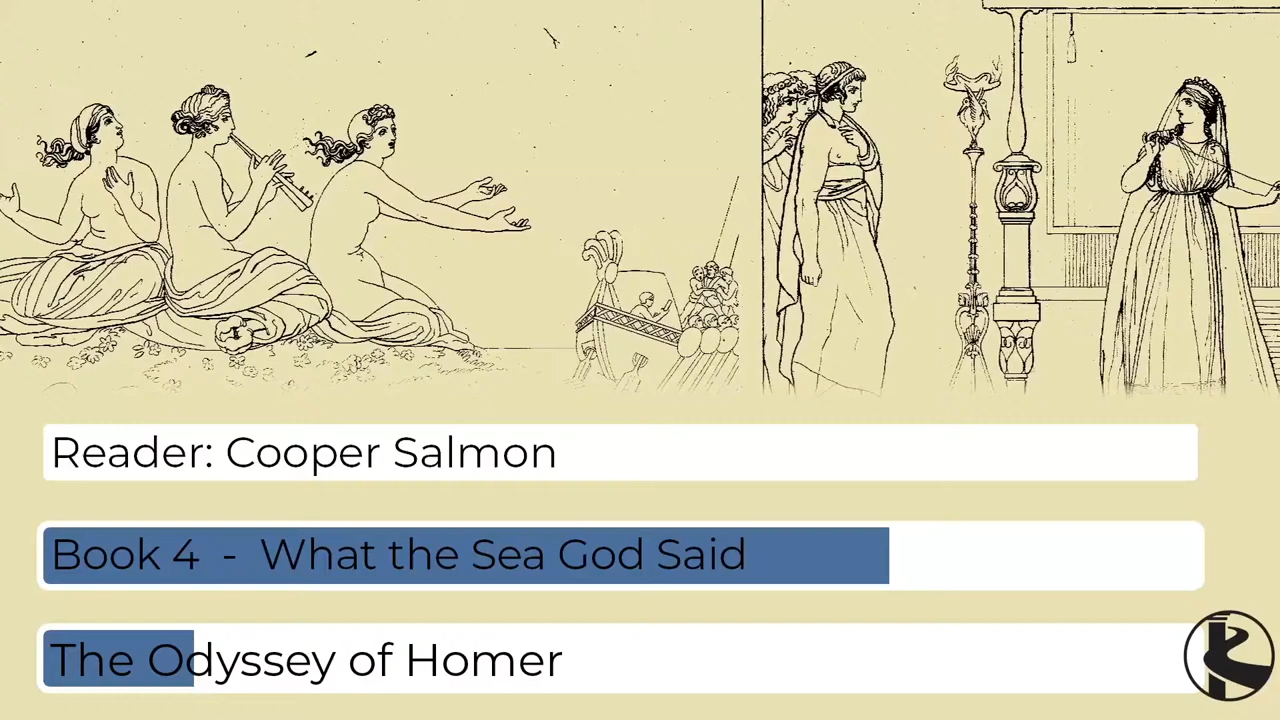 Reader: Cooper Salmon
Book 4 - What the Sea God Said
The Odyssey of Homer